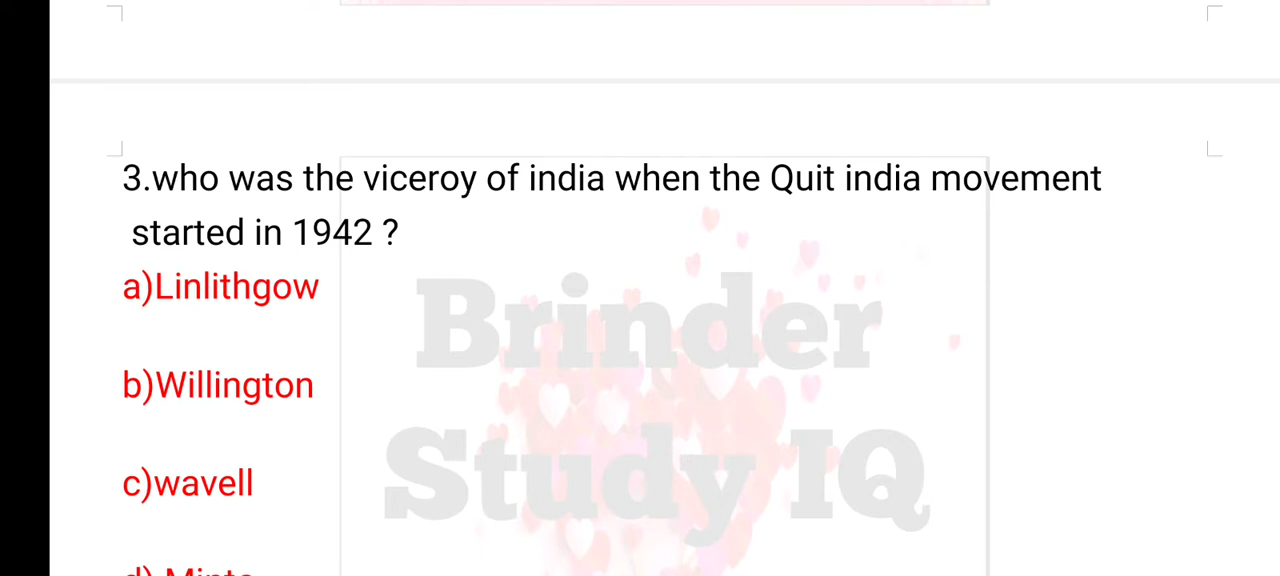 3.who was the viceroy of india when the Quit india movement
started in 1942 ?
a)Linlithgow
b)Willington
c)wavell
d) Minto
Brinder
Study IQ